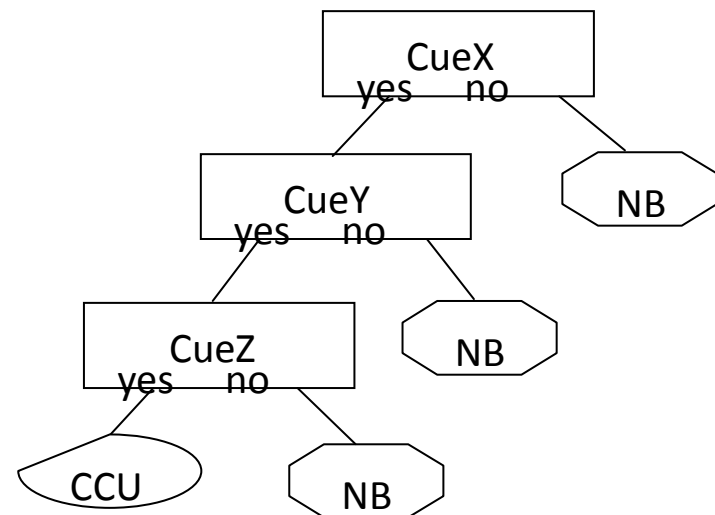 CueX
yes no
NB
CueY
yes no
NB
CueZ
yes no
CCU
NB